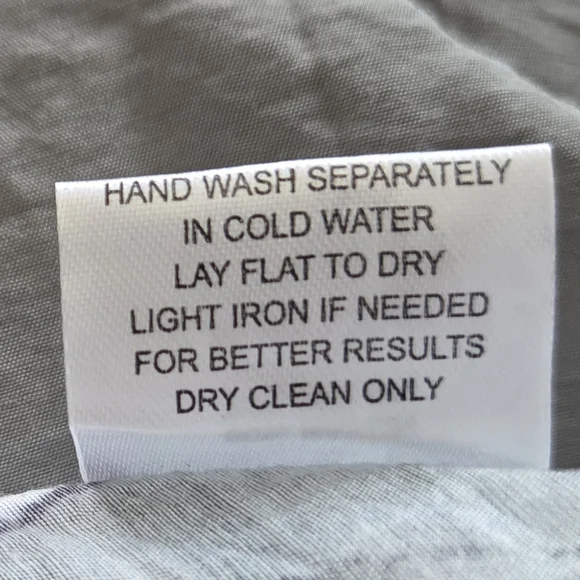 HAND WASH SEPARATELY
IN COLD WATER
LAY FLAT TO DRY
LIGHT IRON IF NEEDED
FOR BETTER RESULTS
DRY CLEAN ONLY